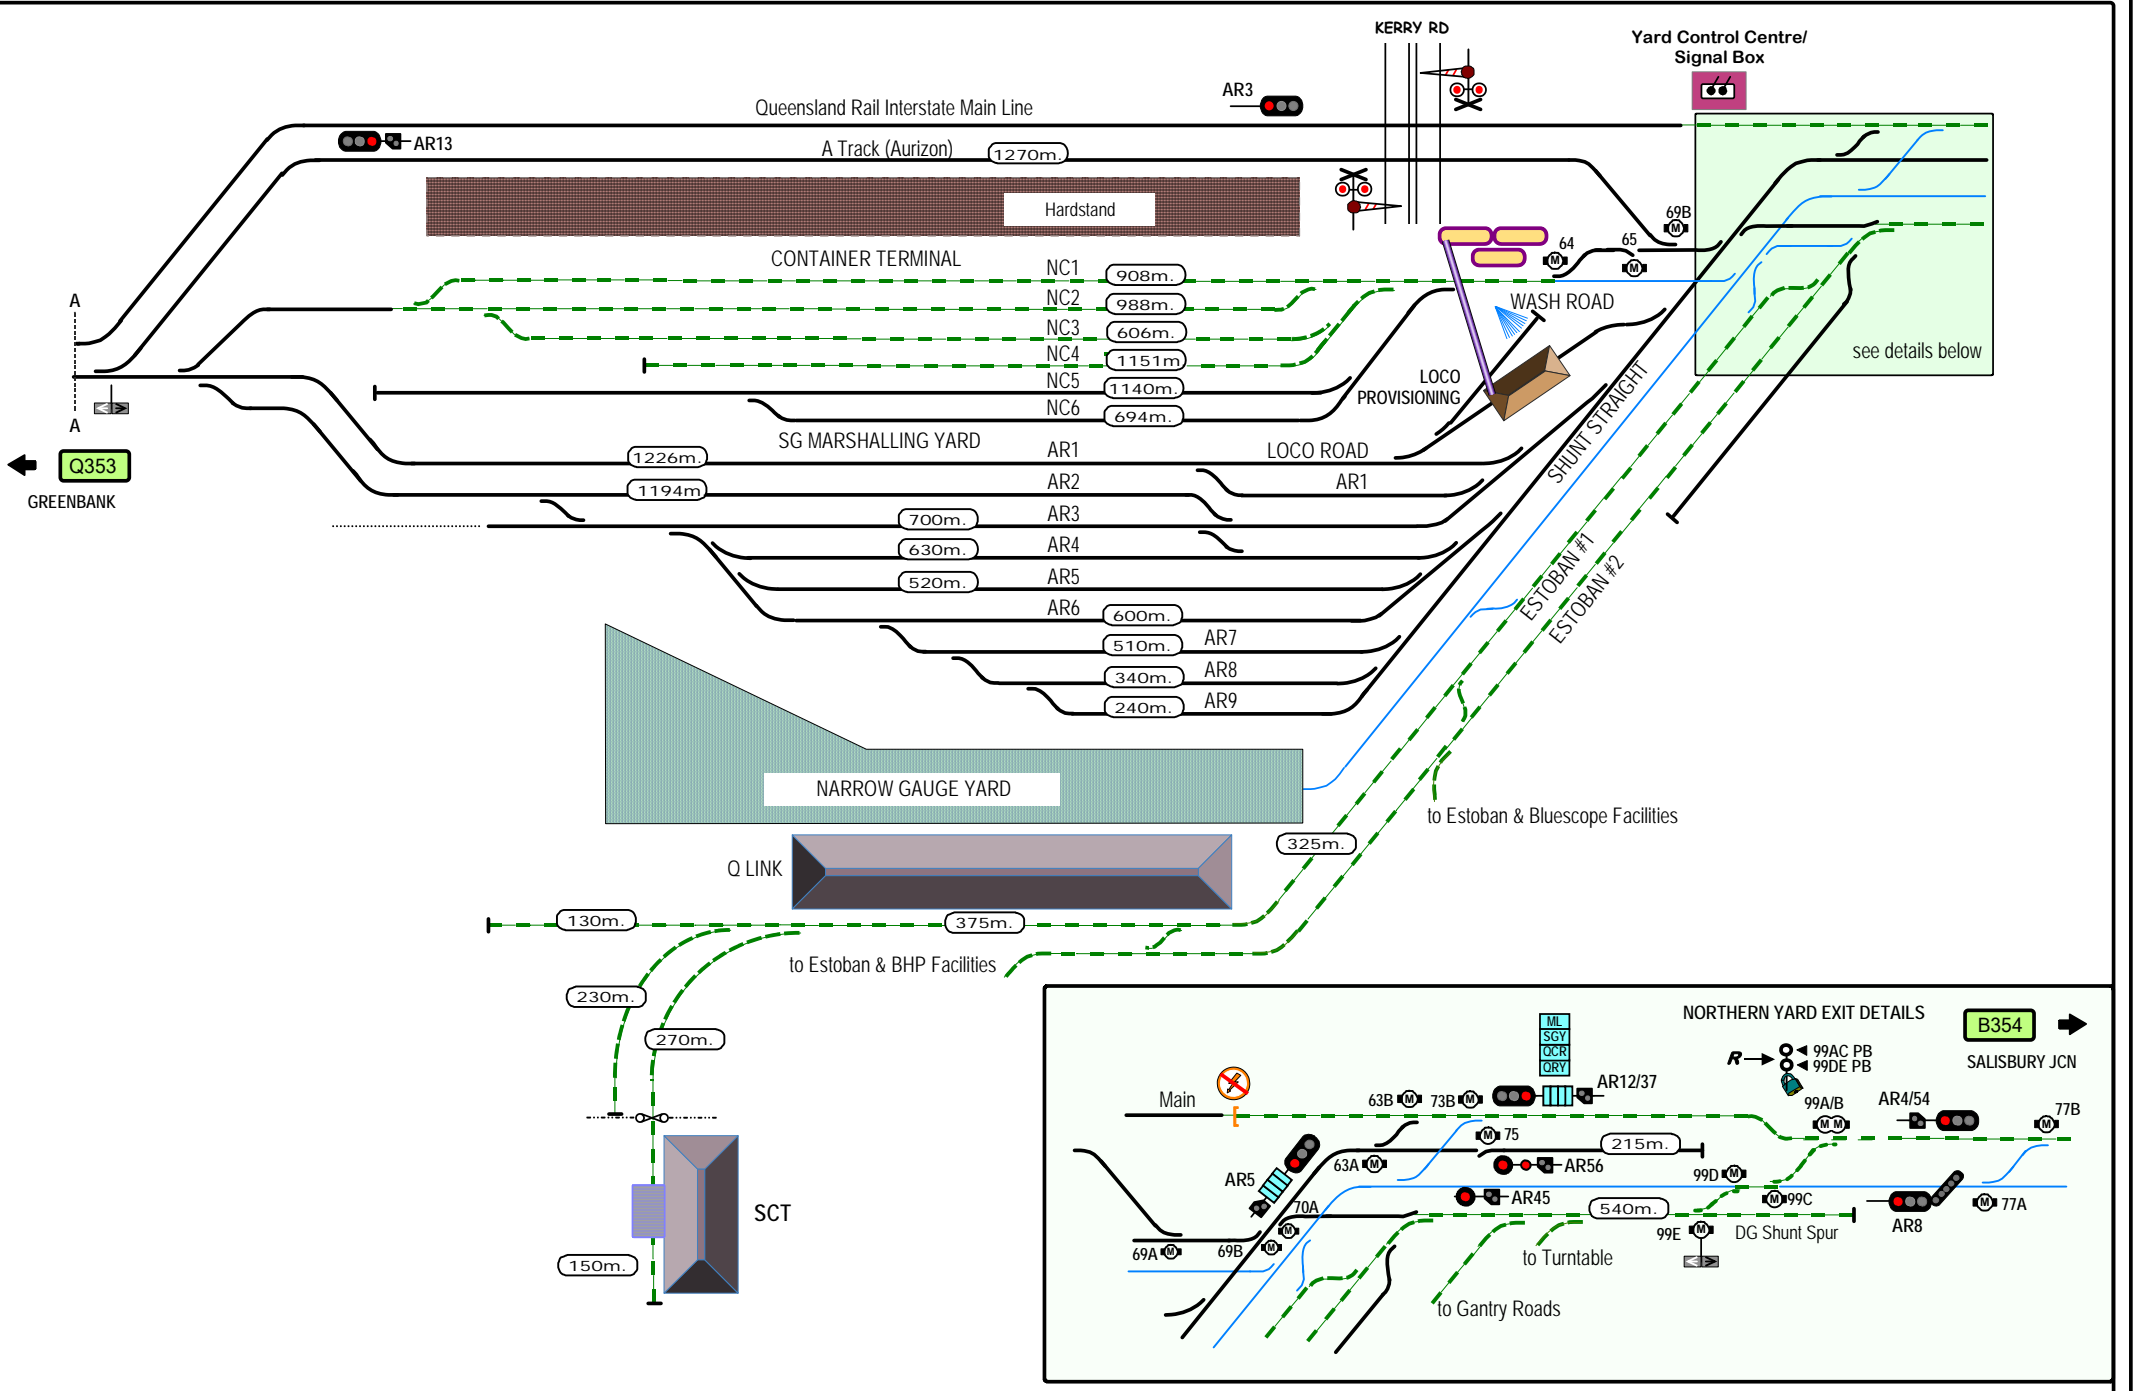 KERRY RD
Yard Control Centre/
Signal Box
AR3
Queensland Rail Interstate Main Line
AR13
A Track (Aurizon)
1270m.
Hardstand
69B
M
64
65
M
M
CONTAINER TERMINAL
NC1
908m.
NC2
988m.
NC3
606m.
NC4
1151m
NC5
1140m.
NC6
694m.
WASH ROAD
see details below
LOCO
PROVISIONING
A
A
Q353
GREENBANK
SG MARSHALLING YARD
1226m.
AR1
LOCO ROAD
1194m
AR2
AR1
700m.
AR3
630m.
AR4
520m.
AR5
AR6
600m.
510m.
AR7
340m.
AR8
240m.
AR9
SHUNT STRAIGHT
ESTOBAN #1
ESTOBAN #2
NARROW GAUGE YARD
to Estoban & Bluescope Facilities
325m.
Q LINK
130m.
375m.
to Estoban & BHP Facilities
230m.
270m.
SCT
150m.
NORTHERN YARD EXIT DETAILS
B354
SALISBURY JCN
ML
SGY
QCR
QRY
R
99AC PB
99DE PB
Main
63B
M
73B
M
AR12/37
99A/B
M
M
AR4/54
77B
M
M
75
215m.
63A
M
AR56
AR5
99D
M
AR45
M
99C
M
77A
70A
M
540m.
AR8
69A
M
69B
M
99E
M
DG Shunt Spur
to Turntable
to Gantry Roads